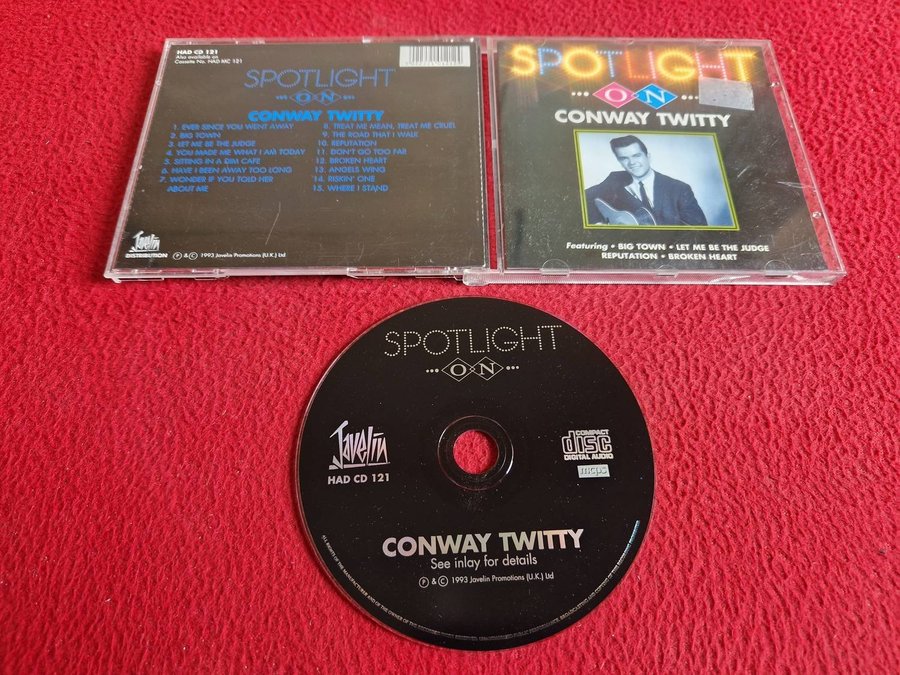 HAD CD 121
Also available on
Cassette No. HAD MC 121
SPOTLIGHT
ON
CONWAY TWITTY
1. EVER SINCE YOU WENT AWAY
2. BIG TOWN
3. LET ME BE THE JUDGE
4. YOU MADE ME WHAT I AM TODAY
5. SITTING IN A DIM CAFE
6. HAVE I BEEN AWAY TOO LONG
7. WONDER IF YOU TOLD HER
ABOUT ME
8. TREAT ME MEAN, TREAT ME CRUEL
9. THE ROAD THAT I WALK
10. REPUTATION
11. DON'T GO TOO FAR
12. BROKEN HEART
13. ANGELS WING
14. RISKIN' ONE
15. WHERE I STAND
Javelin
DISTRIBUTION
℗ & © 1993 Javelin Promotions (U.K.) Ltd
SPOTLIGHT
ON
CONWAY TWITTY
Featuring • BIG TOWN • LET ME BE THE JUDGE
REPUTATION • BROKEN HEART
SPOTLIGHT
ON
Javelin
HAD CD 121
COMPACT
disc
DIGITAL AUDIO
mcps
CONWAY TWITTY
See inlay for details
℗ & © 1993 Javelin Promotions (U.K.) Ltd